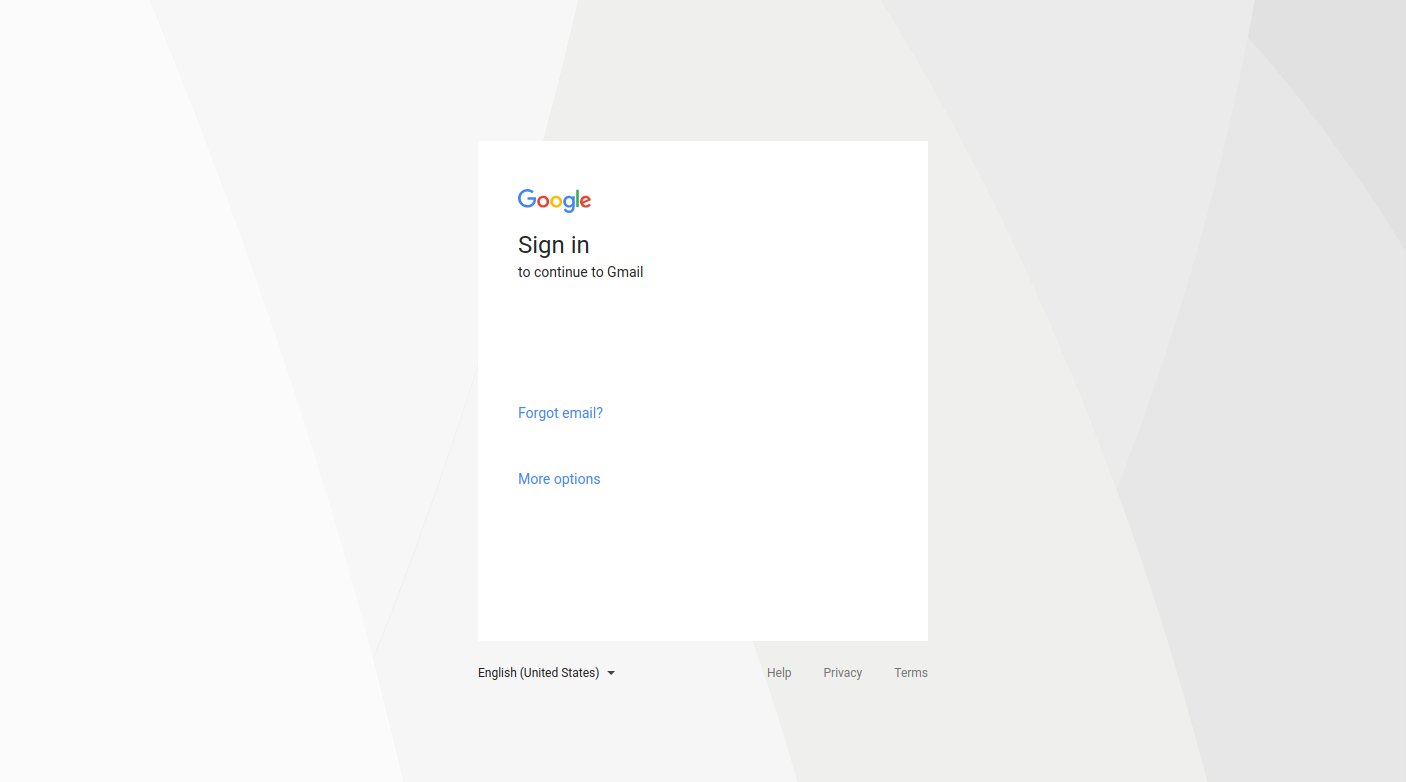 Google
Sign in
to continue to Gmail
Forgot email?
More options
English (United States)
Help Privacy Terms